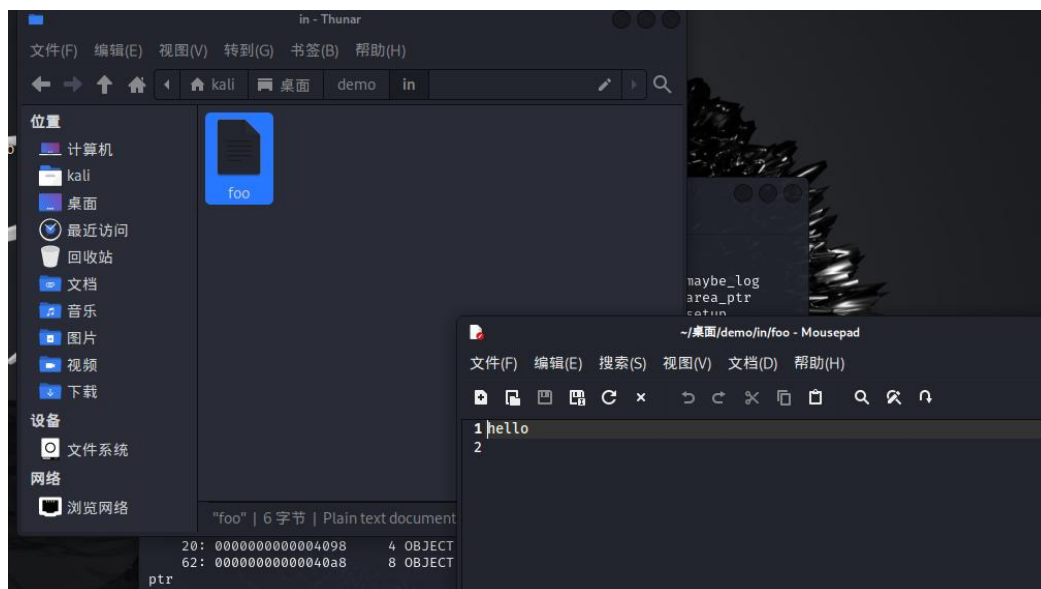 in - Thunar
文件(F) 编辑(E) 视图(V) 转到(G) 书签(B) 帮助(H)
kali 桌面 demo in
位置
计算机
kali
桌面
最近访问
回收站
文档
音乐
图片
视频
下载
设备
文件系统
网络
浏览网络
foo
"foo" | 6 字节 | Plain text document
maybe_log
area_ptr
setup
~/桌面/demo/in/foo - Mousepad
文件(F) 编辑(E) 搜索(S) 视图(V) 文档(D) 帮助(H)
1 hello
2
20: 0000000000004098 4 OBJECT
62: 00000000000040a8 8 OBJECT
ptr